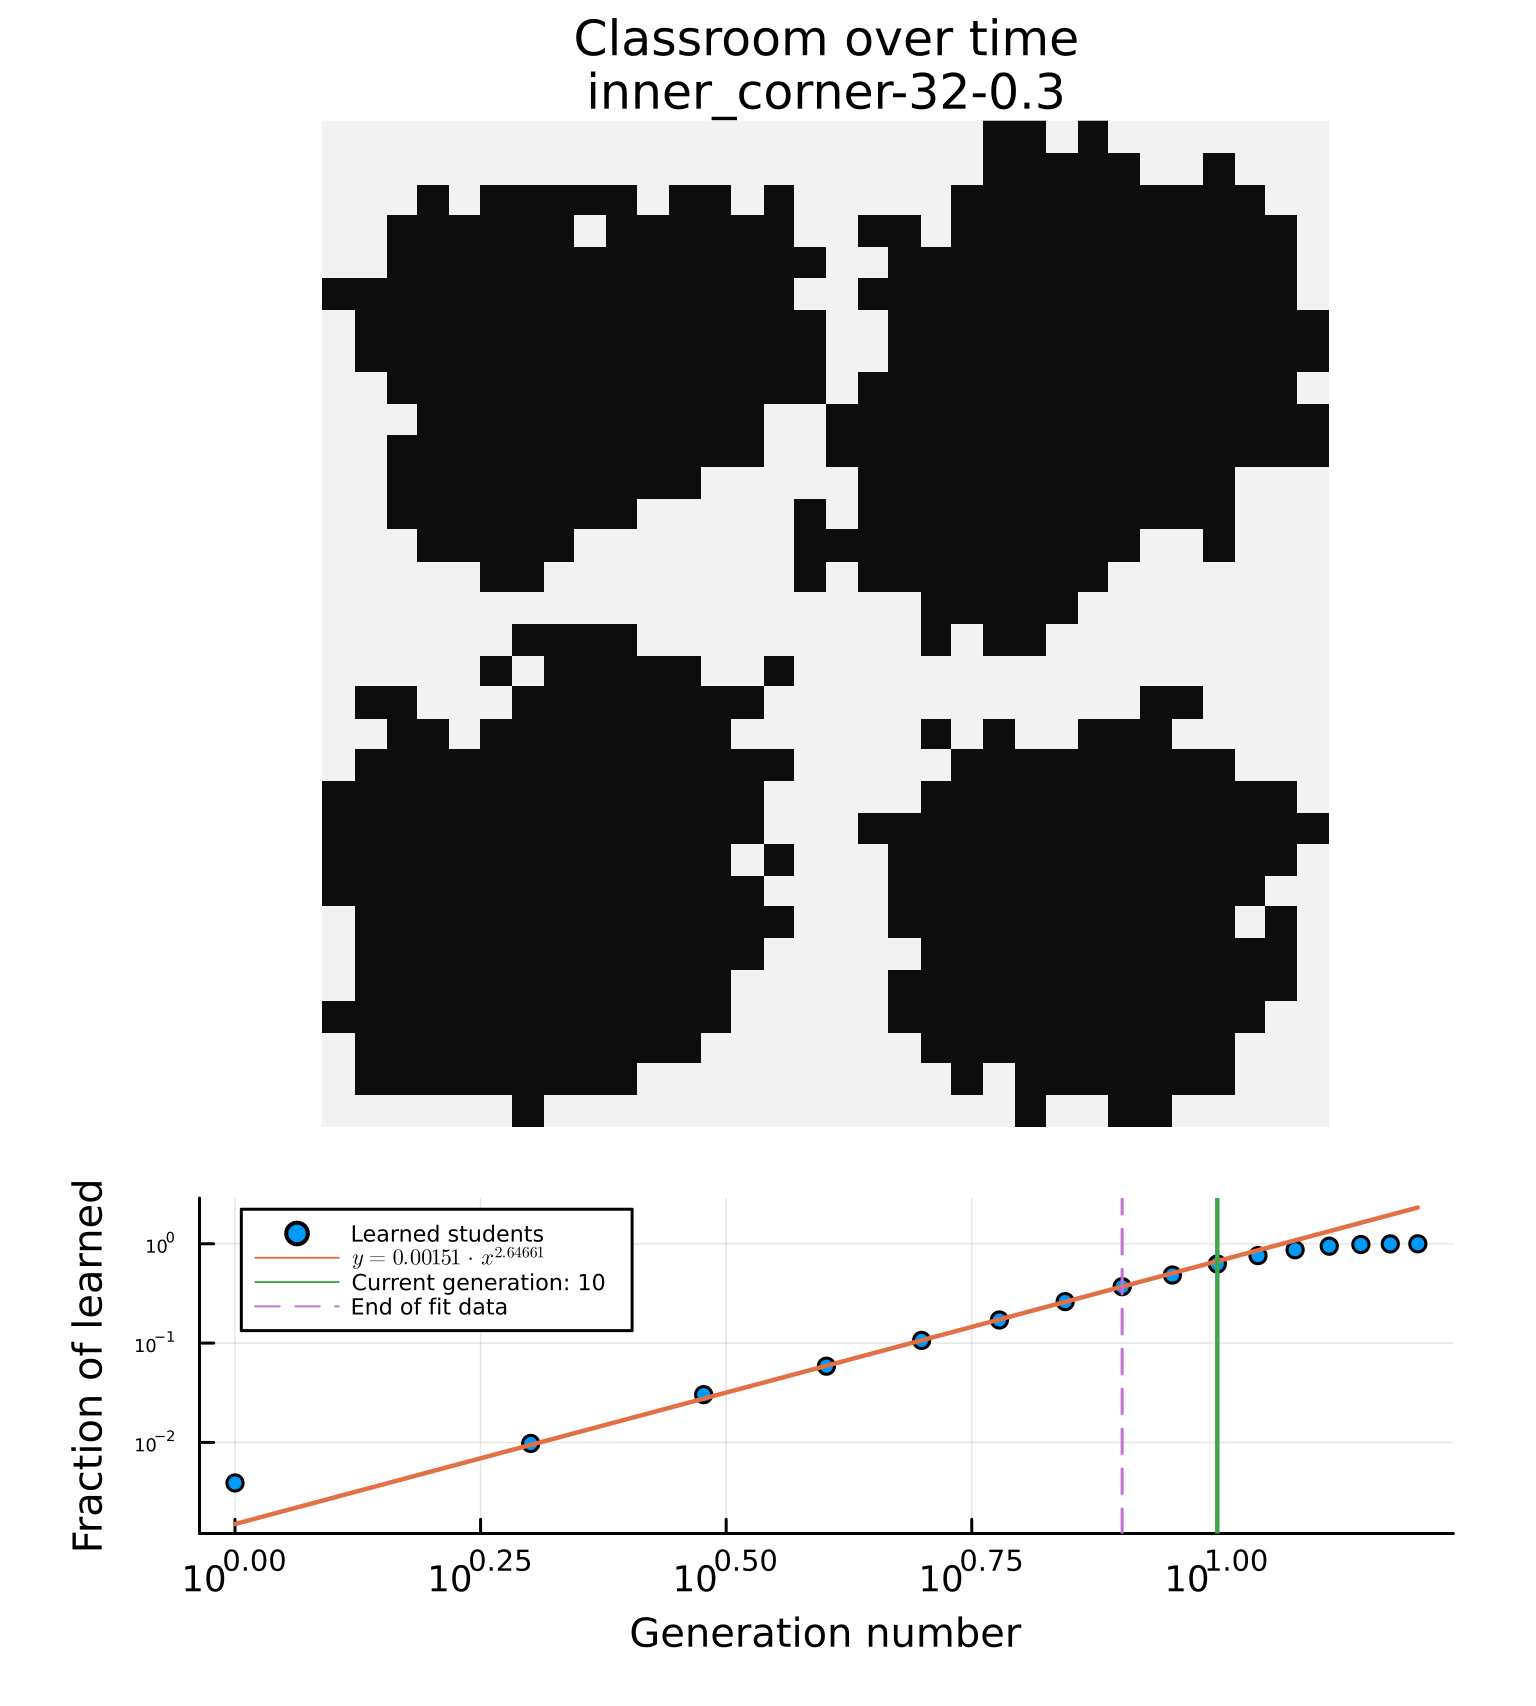 Classroom over time
inner_corner-32-0.3
Fraction of learned
10⁰
10⁻¹
10⁻²
Learned students
y = 0.00151 · x^2.64661
Current generation: 10
End of fit data
10^0.00 10^0.25 10^0.50 10^0.75 10^1.00
Generation number